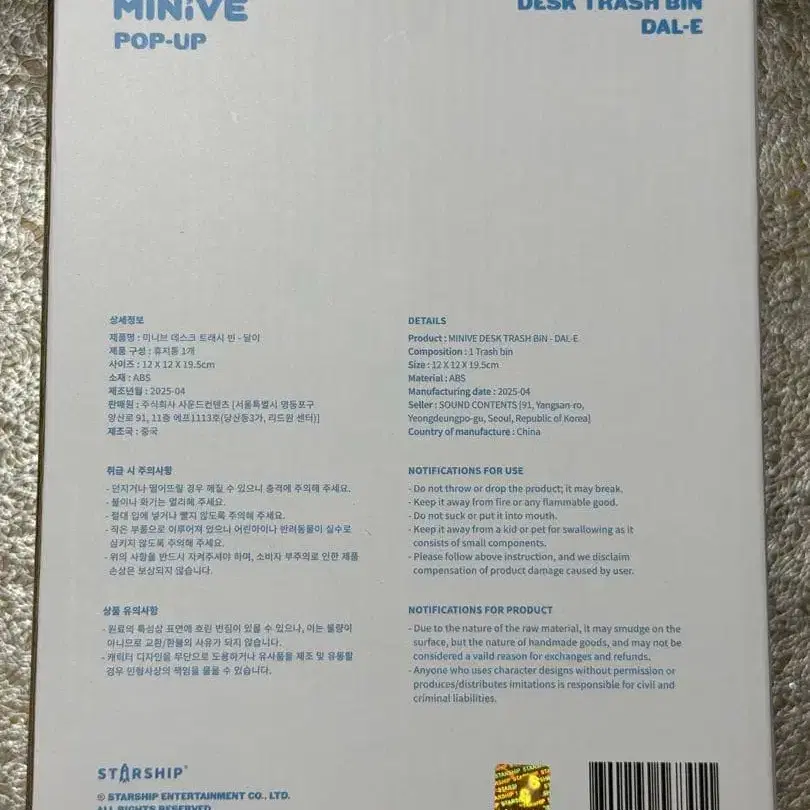 MINiVE
POP-UP
DESK TRASH BIN
DAL-E
상세정보
제품명 : 미니브 데스크 트래시 빈 - 달이
제품 구성 : 휴지통 1개
사이즈 : 12 X 12 X 19.5cm
소재 : ABS
제조년월 : 2025-04
판매원 : 주식회사 사운드컨텐츠 [서울특별시 영등포구
양산로 91, 11층 에프1113호(당산동3가, 리드원 센터)]
제조국 : 중국
취급 시 주의사항
- 던지거나 떨어뜨릴 경우 깨질 수 있으니 충격에 주의해 주세요.
- 불이나 화기는 멀리해 주세요.
- 절대 입에 넣거나 빨지 않도록 주의해 주세요.
- 작은 부품으로 이루어져 있으니 어린아이나 반려동물이 실수로
삼키지 않도록 주의해 주세요.
- 위의 사항을 반드시 지켜주셔야 하며, 소비자 부주의로 인한 제품
손상은 보상되지 않습니다.
상품 유의사항
- 원료의 특성상 표면에 흐린 번짐이 있을 수 있으나, 이는 불량이
아니므로 교환/환불의 사유가 되지 않습니다.
- 캐릭터 디자인을 무단으로 도용하거나 유사품을 제조 및 유통할
경우 민형사상의 책임을 물을 수 있습니다.
DETAILS
Product : MINIVE DESK TRASH BIN - DAL-E
Composition : 1 Trash bin
Size : 12 X 12 X 19.5cm
Material : ABS
Manufacturing date : 2025-04
Seller : SOUND CONTENTS [91, Yangsan-ro,
Yeongdeungpo-gu, Seoul, Republic of Korea]
Country of manufacture : China
NOTIFICATIONS FOR USE
- Do not throw or drop the product; it may break.
- Keep it away from fire or any flammable good.
- Do not suck or put it into mouth.
- Keep it away from a kid or pet for swallowing as it
consists of small components.
- Please follow above instruction, and we disclaim
compensation of product damage caused by user.
NOTIFICATIONS FOR PRODUCT
- Due to the nature of the raw material, it may smudge on the
surface, but the nature of handmade goods, and may not be
considered a vaild reason for exchanges and refunds.
- Anyone who uses character designs without permission or
produces/distributes imitations is responsible for civil and
criminal liabilities.
STARSHIP®
© STARSHIP ENTERTAINMENT CO., LTD.
ALL RIGHTS RESERVED